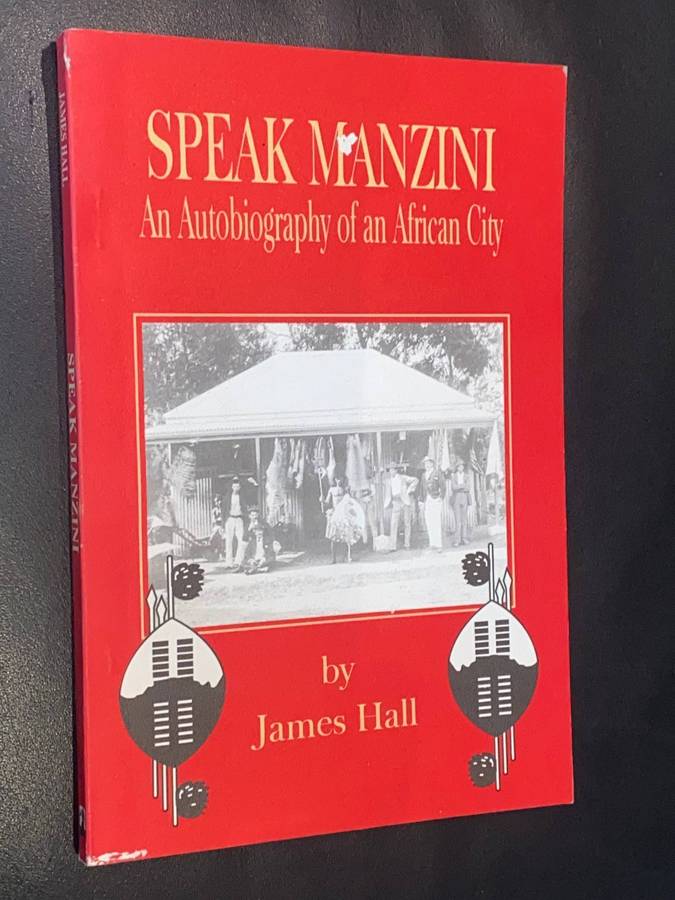 SPEAK MANZINI
An Autobiography of an African City
by
James Hall
JAMES HALL
SPEAK MANZINI